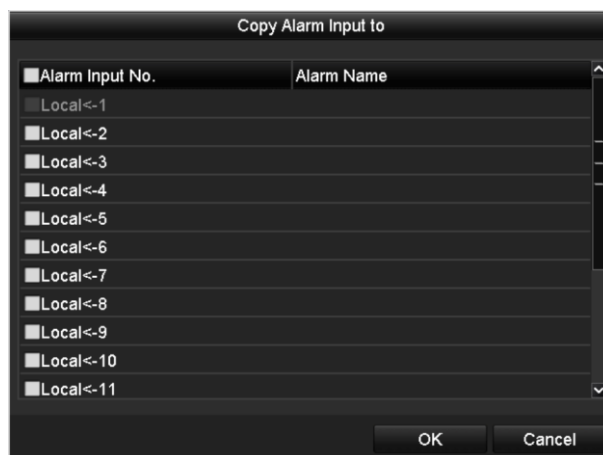 Copy Alarm Input to
Alarm Input No. Alarm Name
Local<-1
Local<-2
Local<-3
Local<-4
Local<-5
Local<-6
Local<-7
Local<-8
Local<-9
Local<-10
Local<-11
OK Cancel